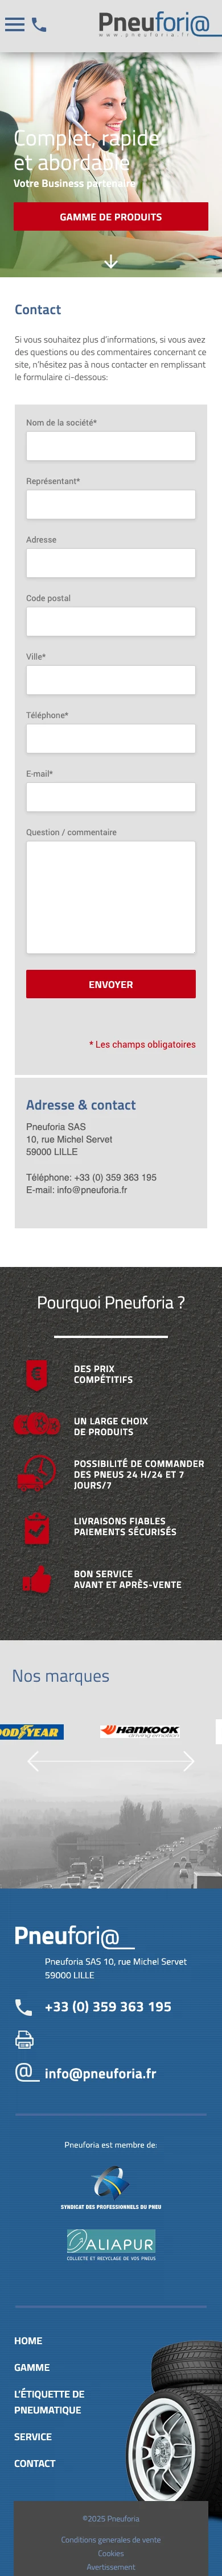 Pneufori@
www.pneuforia.fr
Complet, rapide
et abordable
Votre Business partenaire
GAMME DE PRODUITS
Contact
Si vous souhaitez plus d'informations, si vous avez
des questions ou des commentaires concernant ce
site, n'hésitez pas à nous contacter en remplissant
le formulaire ci-dessous:
Nom de la société*
Représentant*
Adresse
Code postal
Ville*
Téléphone*
E-mail*
Question / commentaire
ENVOYER
* Les champs obligatoires
Adresse & contact
Pneuforia SAS
10, rue Michel Servet
59000 LILLE
Téléphone: +33 (0) 359 363 195
E-mail: info@pneuforia.fr
Pourquoi Pneuforia ?
DES PRIX
COMPÉTITIFS
UN LARGE CHOIX
DE PRODUITS
POSSIBILITÉ DE COMMANDER
DES PNEUS 24 H/24 ET 7
JOURS/7
LIVRAISONS FIABLES
PAIEMENTS SÉCURISÉS
BON SERVICE
AVANT ET APRÈS-VENTE
Nos marques
OODYEAR
HANKOOK
driving emotion
Pneufori@
Pneuforia SAS 10, rue Michel Servet
59000 LILLE
+33 (0) 359 363 195
@ info@pneuforia.fr
Pneuforia est membre de:
SYNDICAT DES PROFESSIONNELS DU PNEU
ALIAPUR
COLLECTE ET RECYCLAGE DE VOS PNEUS
HOME
GAMME
L'ÉTIQUETTE DE
PNEUMATIQUE
SERVICE
CONTACT
©2025 Pneuforia
Conditions generales de vente
Cookies
Avertissement